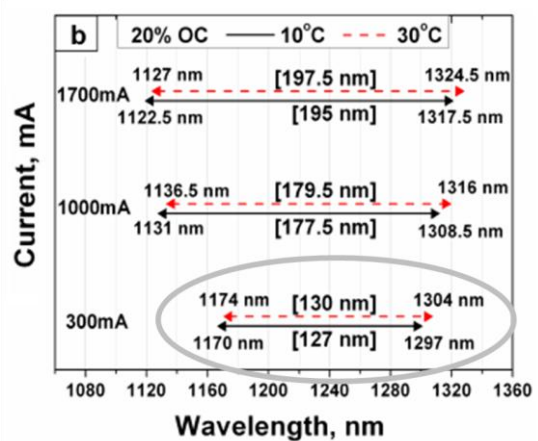 b
20% OC 10°C 30°C
1127 nm [197.5 nm] 1324.5 nm
1700mA
1122.5 nm [195 nm] 1317.5 nm
1136.5 nm [179.5 nm] 1316 nm
1000mA
1131 nm [177.5 nm] 1308.5 nm
1174 nm [130 nm] 1304 nm
300mA
1170 nm [127 nm] 1297 nm
Current, mA
1080 1120 1160 1200 1240 1280 1320 1360
Wavelength, nm